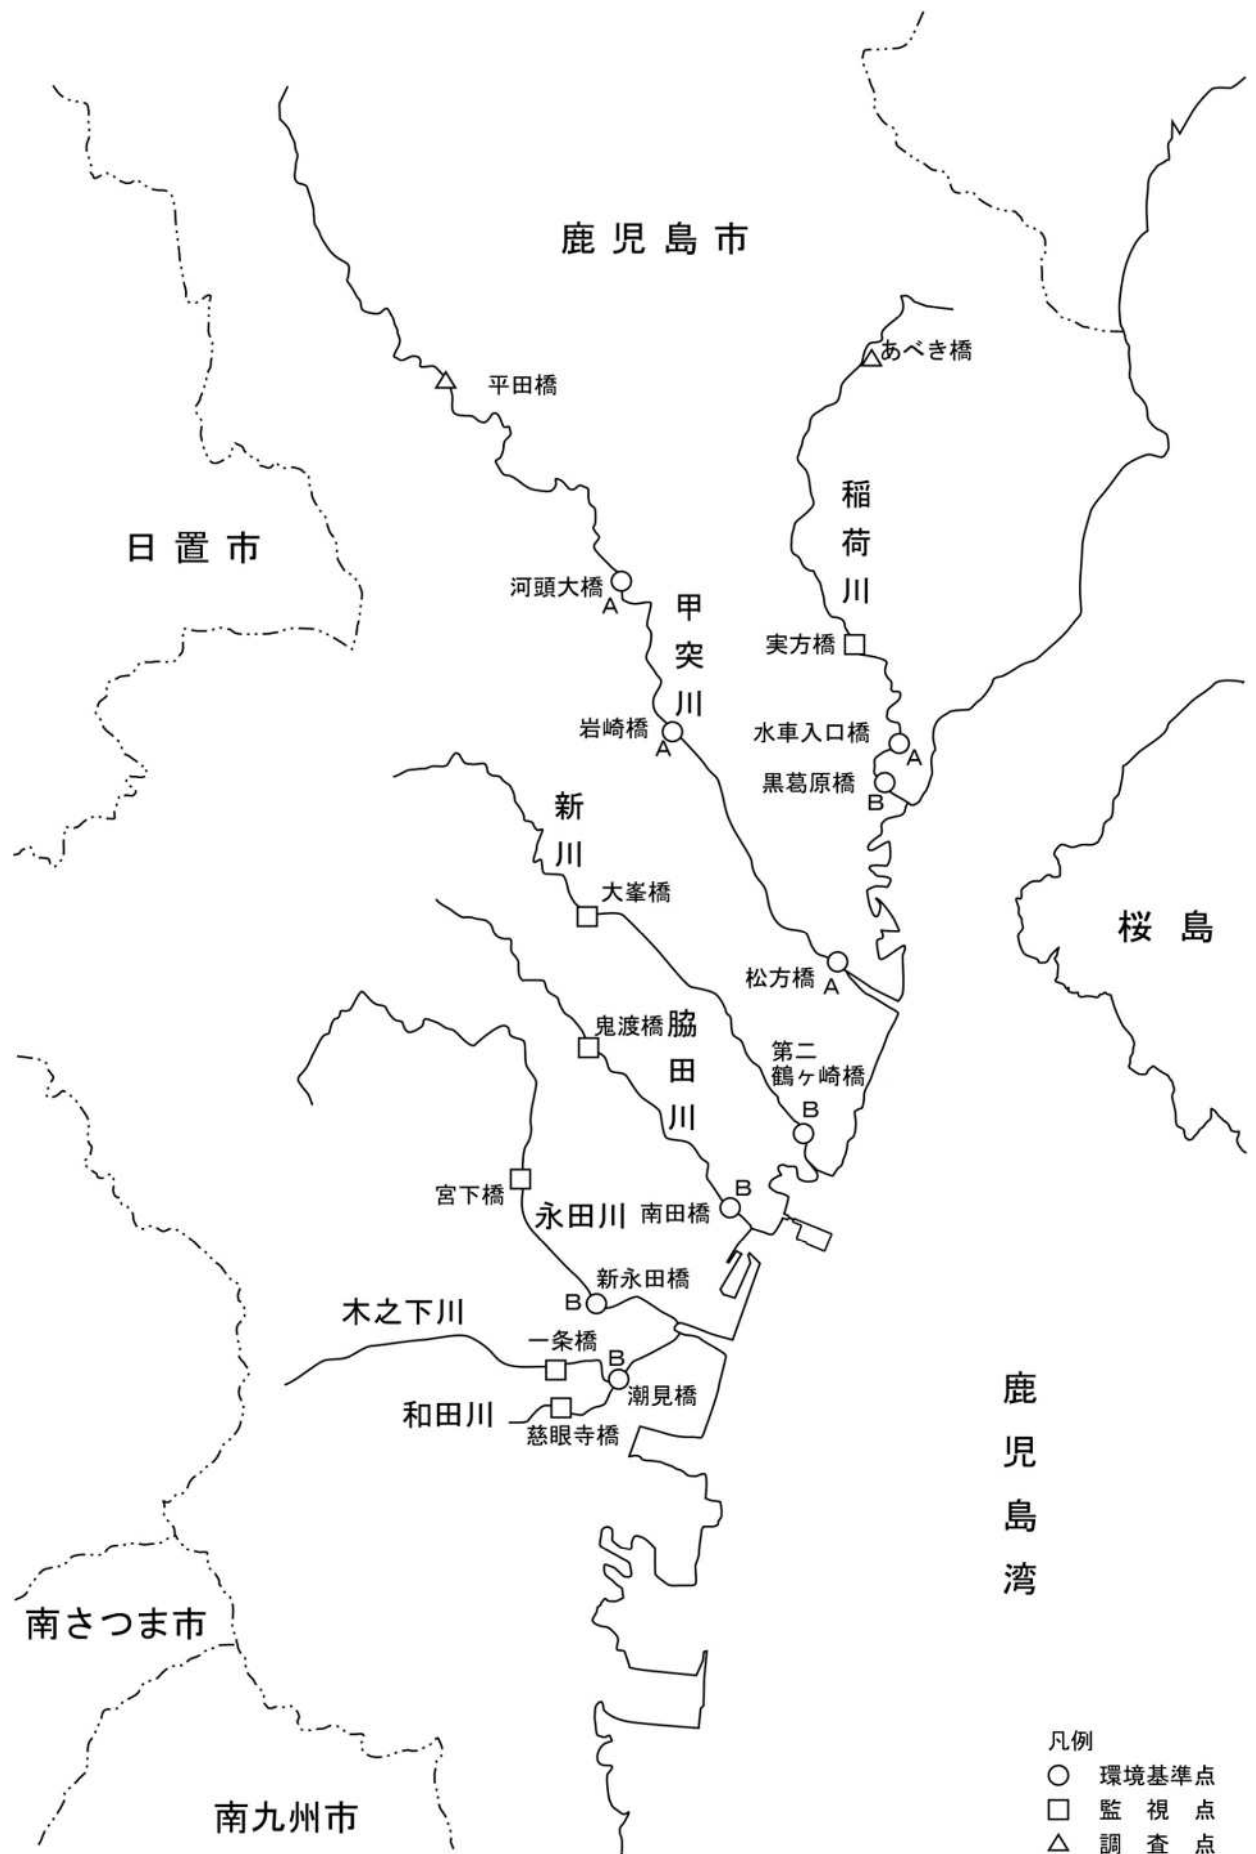 鹿児島市
あべき橋
平田橋
稲荷川
日置市
河頭大橋
A
甲突川
実方橋
岩崎橋
A
水車入口橋
A
黒葛原橋
B
新川
大峯橋
桜島
松方橋
A
鬼渡橋
脇田川
第二
鶴ヶ崎橋
B
宮下橋
永田川
南田橋
B
新永田橋
B
木之下川
一条橋
B
潮見橋
和田川
慈眼寺橋
鹿児島湾
南さつま市
南九州市
凡例
○ 環境基準点
□ 監視点
△ 調査点